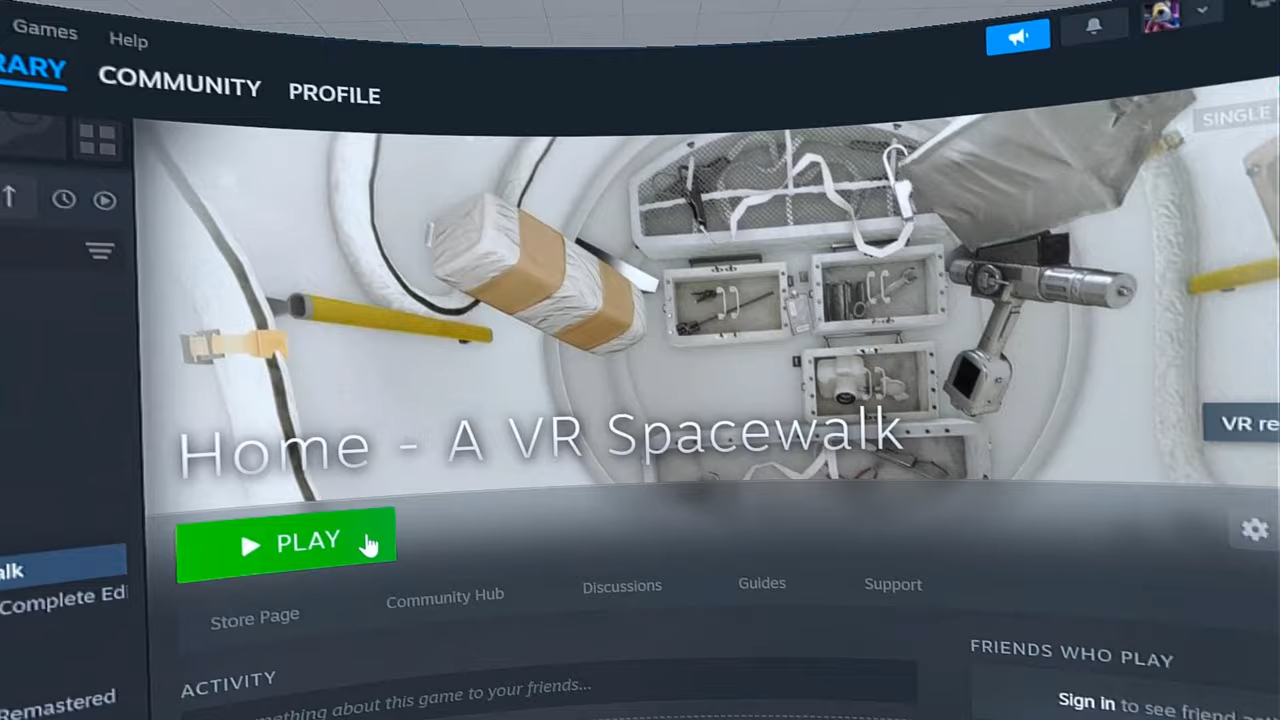 Games Help
RARY COMMUNITY PROFILE
SINGLE
Home - A VR Spacewalk
VR re
PLAY
alk
Complete Ed
Store Page Community Hub Discussions Guides Support
FRIENDS WHO PLAY
ACTIVITY
mething about this game to your friends...
Sign in to see friend
Remastered